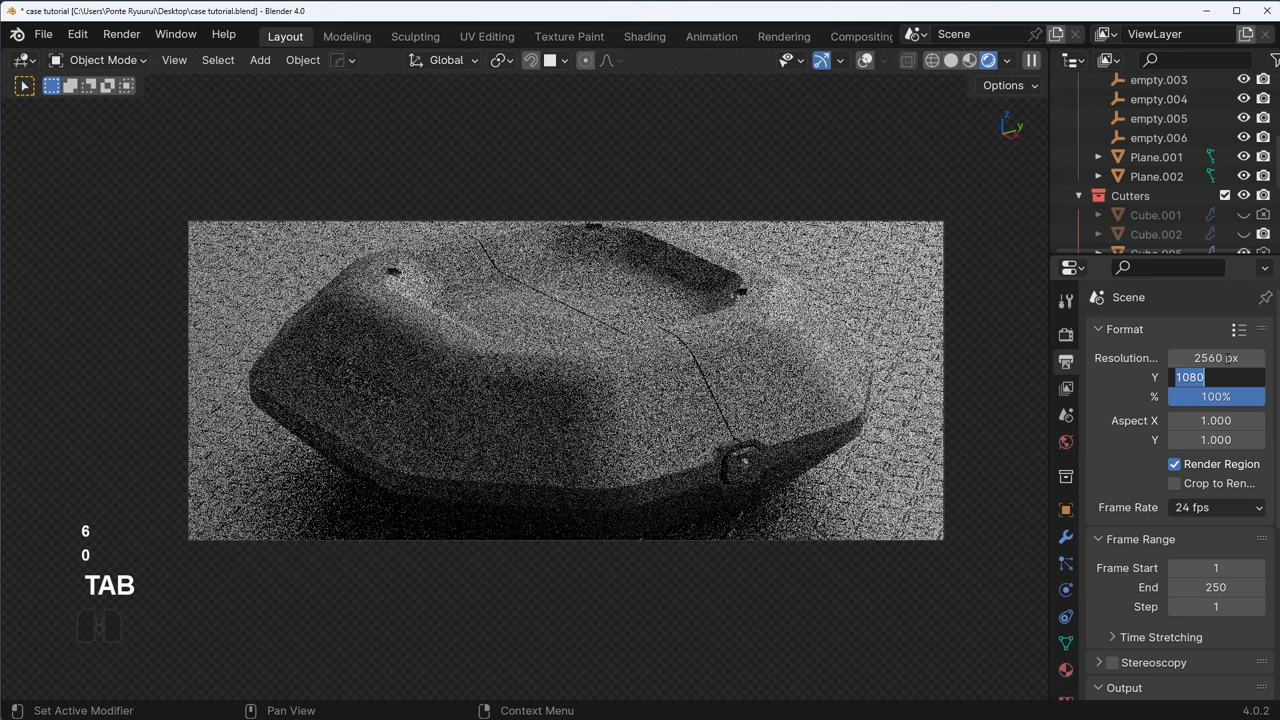 * case tutorial [C:\Users\Ponte Ryuurui\Desktop\case tutorial.blend] - Blender 4.0
File Edit Render Window Help Layout Modeling Sculpting UV Editing Texture Paint Shading Animation Rendering Compositing Scene ViewLayer
Object Mode View Select Add Object Global
Options
Z
Y
empty.003
empty.004
empty.005
empty.006
Plane.001
Plane.002
Cutters
Cube.001
Cube.002
Scene
Format
Resolution... 2560 px
Y 1080
% 100%
Aspect X 1.000
Y 1.000
Render Region
Crop to Ren...
Frame Rate 24 fps
Frame Range
Frame Start 1
End 250
Step 1
Time Stretching
Stereoscopy
Output
6
0
TAB
Set Active Modifier Pan View Context Menu 4.0.2